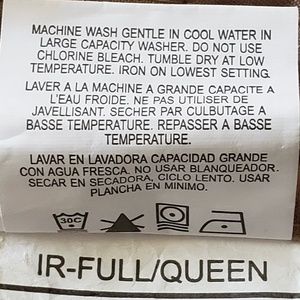 MACHINE WASH GENTLE IN COOL WATER IN
LARGE CAPACITY WASHER. DO NOT USE
CHLORINE BLEACH. TUMBLE DRY AT LOW
TEMPERATURE. IRON ON LOWEST SETTING.
LAVER A LA MACHINE A GRANDE CAPACITE A
L'EAU FROIDE. NE PAS UTILISER DE
JAVELLISANT. SECHER PAR CULBUTAGE A
BASSE TEMPERATURE. REPASSER A BASSE
TEMPERATURE.
LAVAR EN LAVADORA CAPACIDAD GRANDE
CON AGUA FRESCA. NO USAR BLANQUEADOR.
SECAR EN SECADORA, CICLO LENTO. USAR
PLANCHA EN MINIMO.
30C
IR-FULL/QUEEN